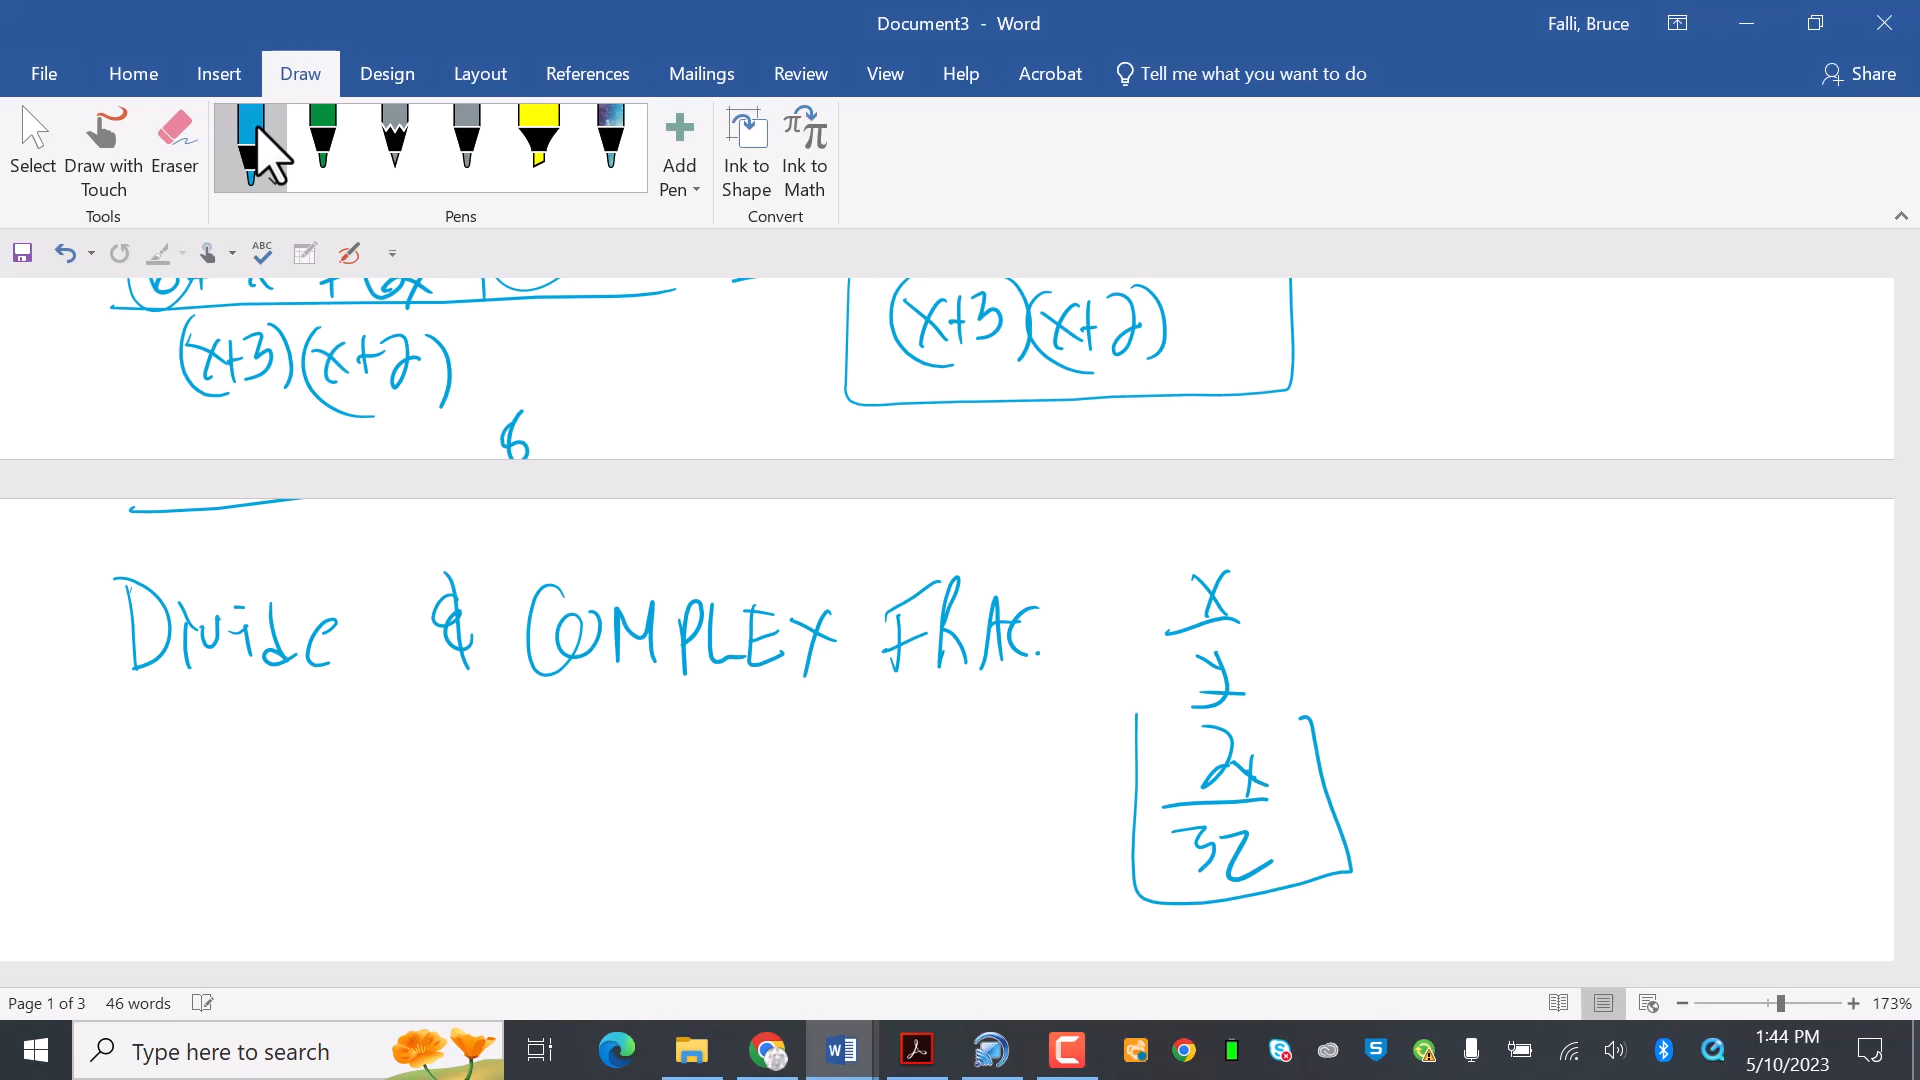 Document3 - Word
Falli, Bruce
File Home Insert Draw Design Layout References Mailings Review View Help Acrobat Tell me what you want to do Share
Select Draw with Touch Eraser
Add Pen
Ink to Shape
Ink to Math
Tools Pens Convert
ABC
(x+3)(x+2)
(x+3)(x+2)
6
Divide & COMPLEX FRAC.
x
y
2x
3z
Page 1 of 3 46 words 173%
Type here to search
1:44 PM
5/10/2023